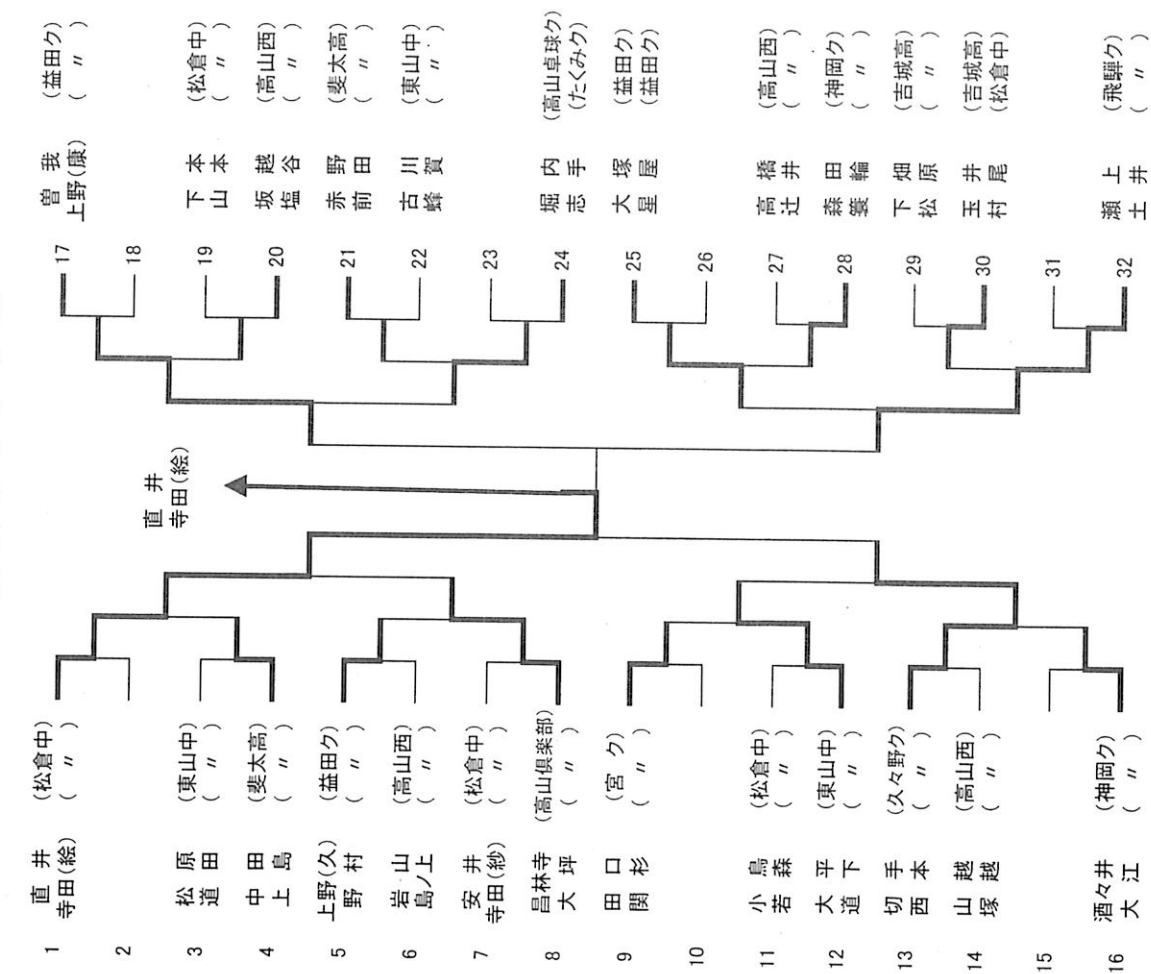 1 直井 (松倉中)
寺田(絵) ( 〃 )
2
3 松原 (東山中)
道田 ( 〃 )
4 中田 (斐太高)
上島 ( 〃 )
5 上野(久) (益田ク)
野村 ( 〃 )
6 岩山 (高山西)
島ノ上 ( 〃 )
7 安井 (松倉中)
寺田(紗) ( 〃 )
8 昌林寺 (高山倶楽部)
大坪 ( 〃 )
9 田口 (宮ク)
関杉 ( 〃 )
10
11 小鳥 (松倉中)
若森 ( 〃 )
12 大平 (東山中)
道下 ( 〃 )
13 切手 (久々野ク)
西本 ( 〃 )
14 山越 (高山西)
塚越 ( 〃 )
15
16 酒々井 (神岡ク)
大江 ( 〃 )
直井
寺田(絵)
17 曽我 (益田ク)
上野(康) ( 〃 )
18
19 下本 (松倉中)
山本 ( 〃 )
20 坂越 (高山西)
塩谷 ( 〃 )
21 赤野 (斐太高)
前田 ( 〃 )
22 古川 (東山中)
蜂賀 ( 〃 )
23
24 堀内 (高山卓球ク)
志手 (たくみク)
25 大塚 (益田ク)
星屋 (益田ク)
26
27 高橋 (高山西)
辻井 ( 〃 )
28 森田 (神岡ク)
簑輪 ( 〃 )
29 下畑 (吉城高)
松原 ( 〃 )
30 玉井 (吉城高)
村尾 (松倉中)
31
32 瀬上 (飛騨ク)
土井 ( 〃 )